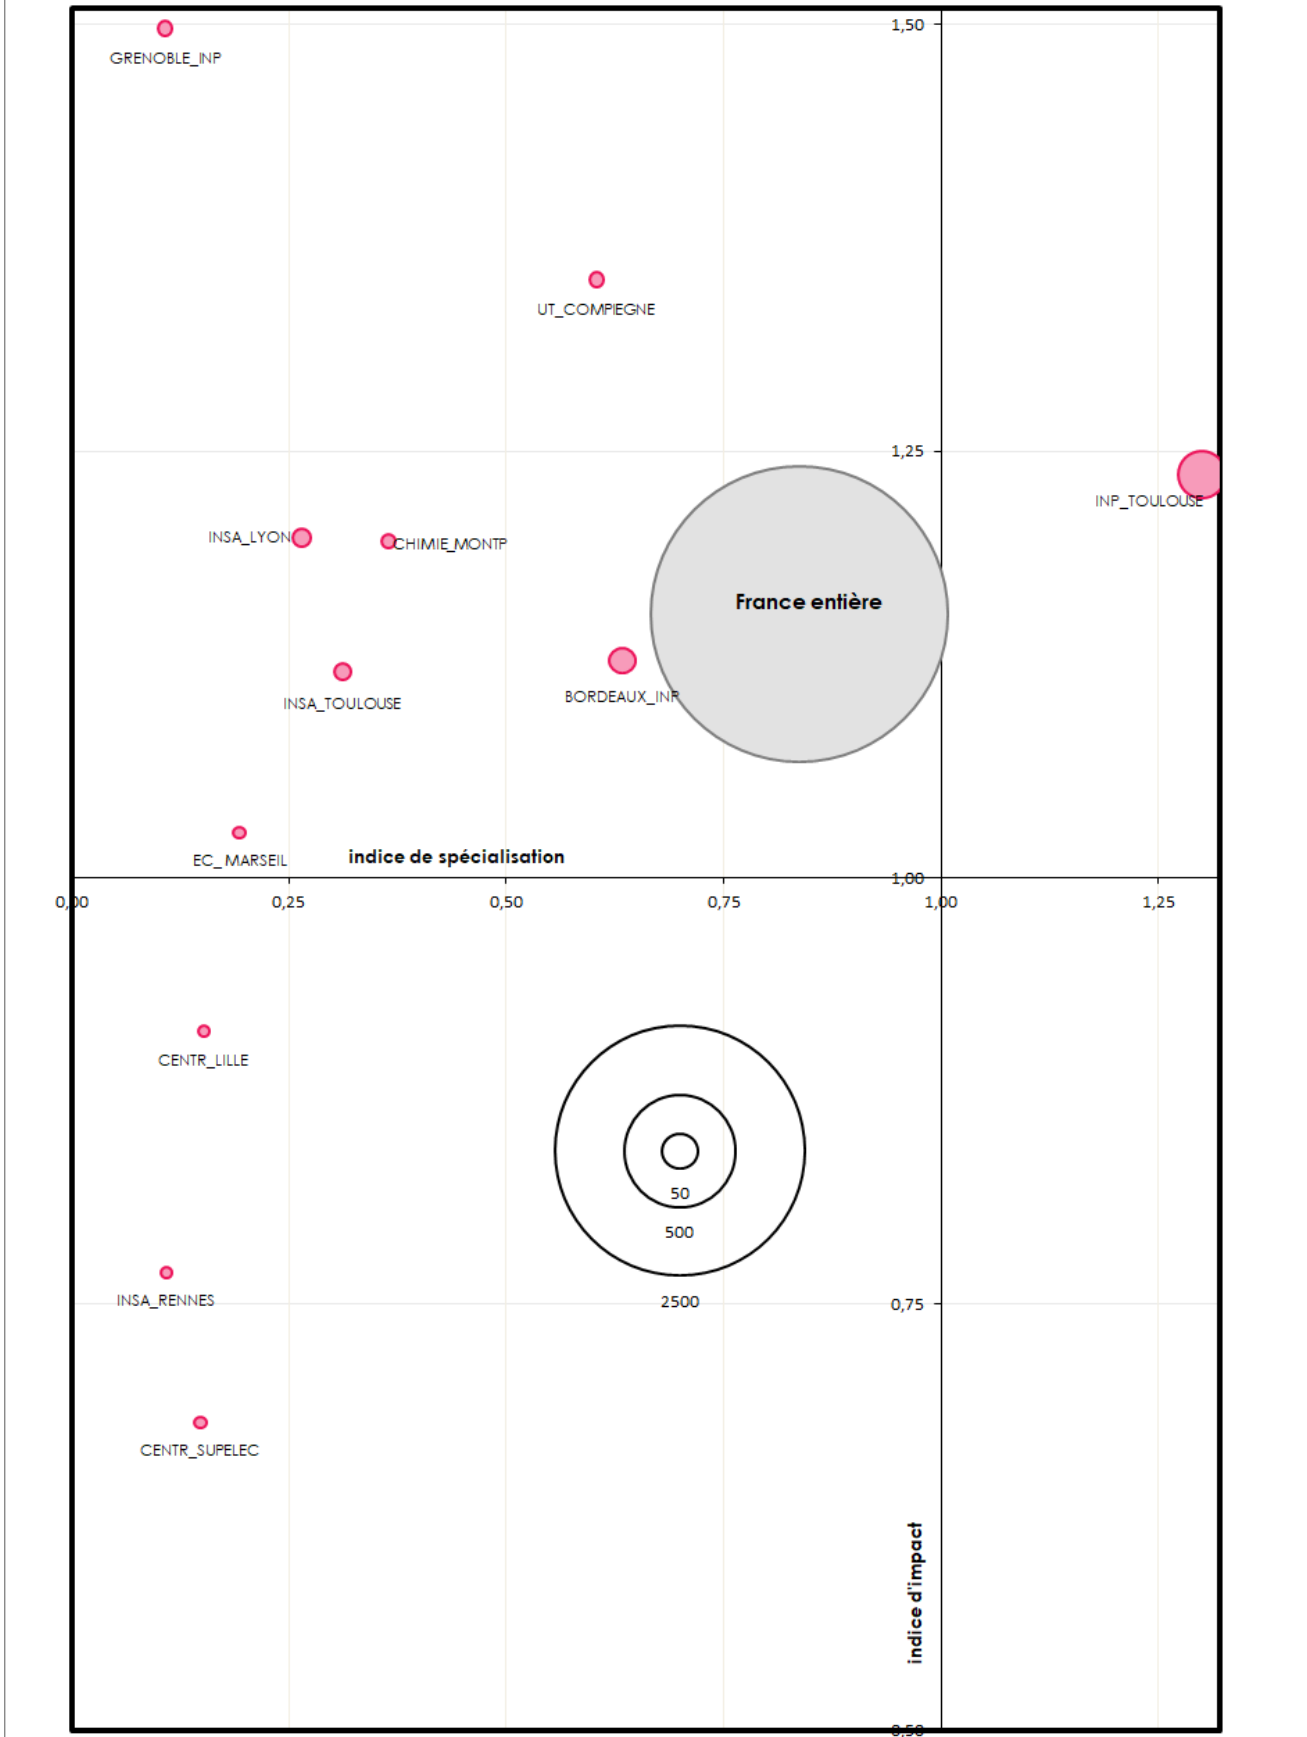 1,50
GRENOBLE_INP
UT_COMPIEGNE
1,25
INP_TOULOUSE
INSA_LYON
CHIMIE_MONTP
France entière
INSA_TOULOUSE
BORDEAUX_INP
EC_MARSEIL
indice de spécialisation
1,00
0,00 0,25 0,50 0,75 1,00 1,25
CENTR_LILLE
50
500
2500
INSA_RENNES
0,75
CENTR_SUPELEC
indice d'impact
0,50